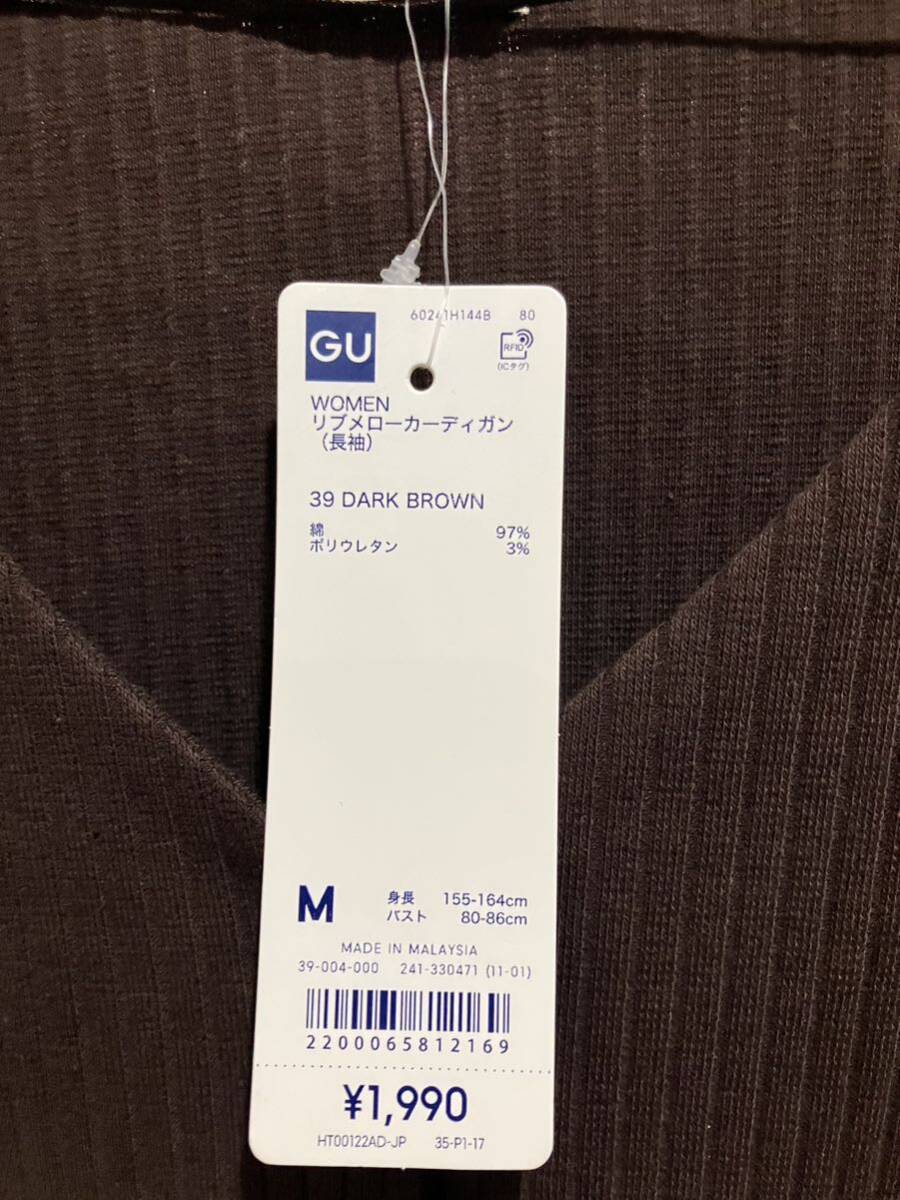 60241H144B 80
GU
RFID
(ICタグ)
WOMEN
リブメローカーディガン
（長袖）
39 DARK BROWN
綿 97%
ポリウレタン 3%
M
身長 155-164cm
バスト 80-86cm
MADE IN MALAYSIA
39-004-000 241-330471 (11-01)
2200065812169
¥1,990
HT00122AD-JP 35-P1-17